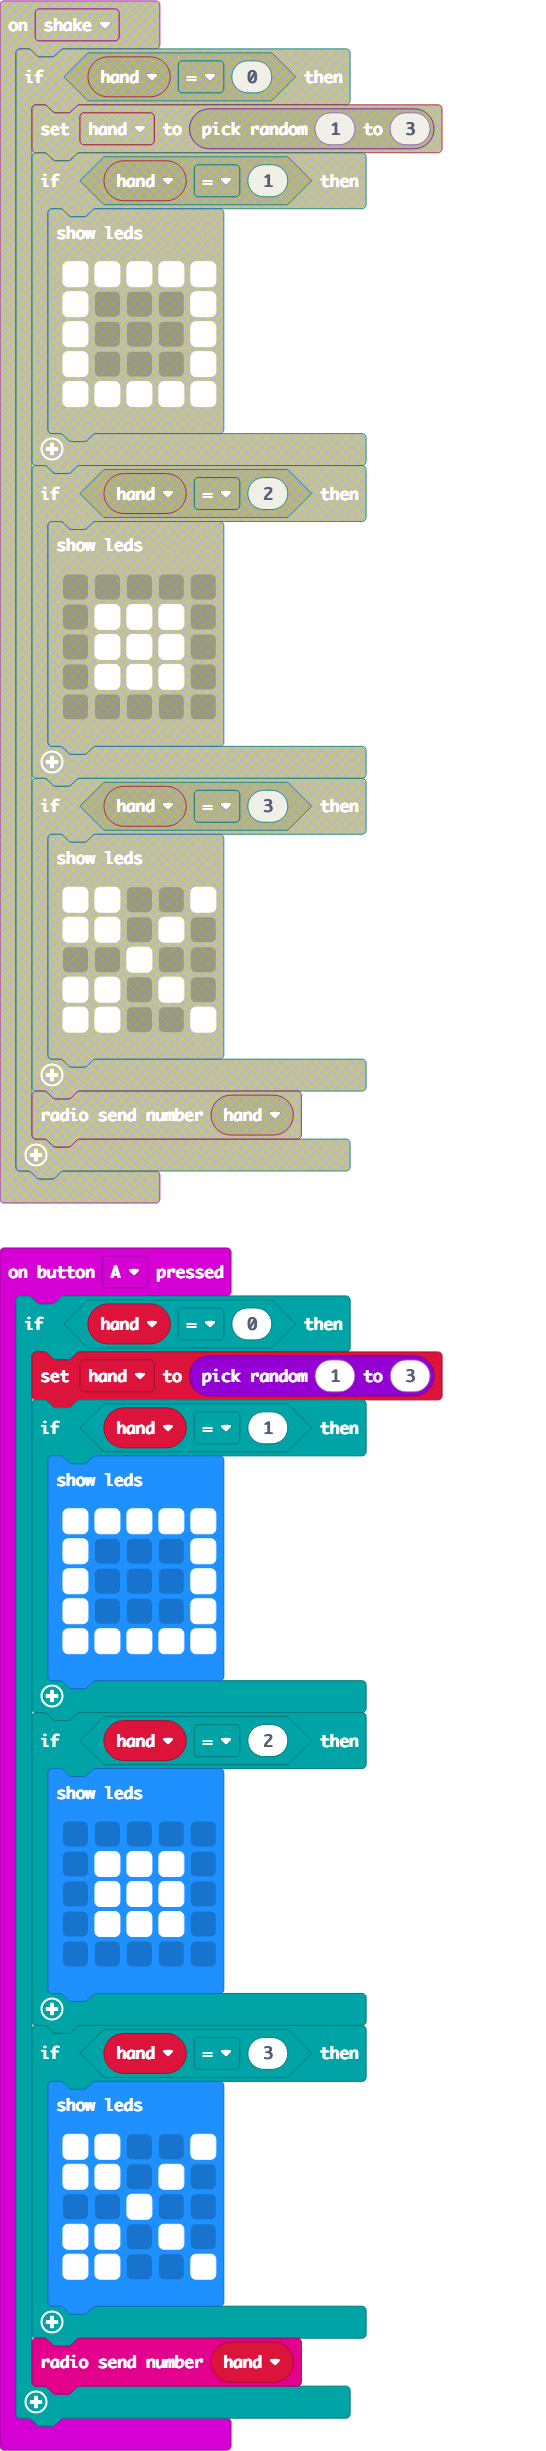 on shake
if hand = 0 then
set hand to pick random 1 to 3
if hand = 1 then
show leds
if hand = 2 then
show leds
if hand = 3 then
show leds
radio send number hand
on button A pressed
if hand = 0 then
set hand to pick random 1 to 3
if hand = 1 then
show leds
if hand = 2 then
show leds
if hand = 3 then
show leds
radio send number hand